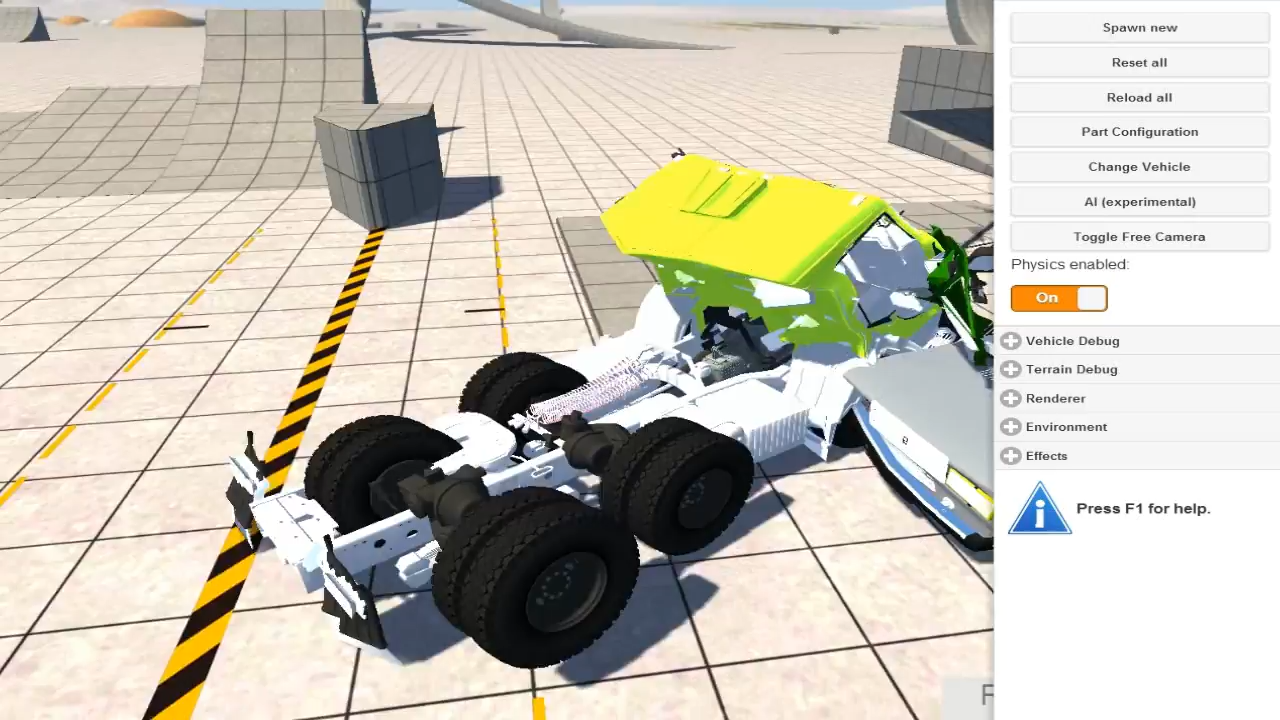 Spawn new
Reset all
Reload all
Part Configuration
Change Vehicle
AI (experimental)
Toggle Free Camera
Physics enabled:
On
Vehicle Debug
Terrain Debug
Renderer
Environment
Effects
Press F1 for help.
F